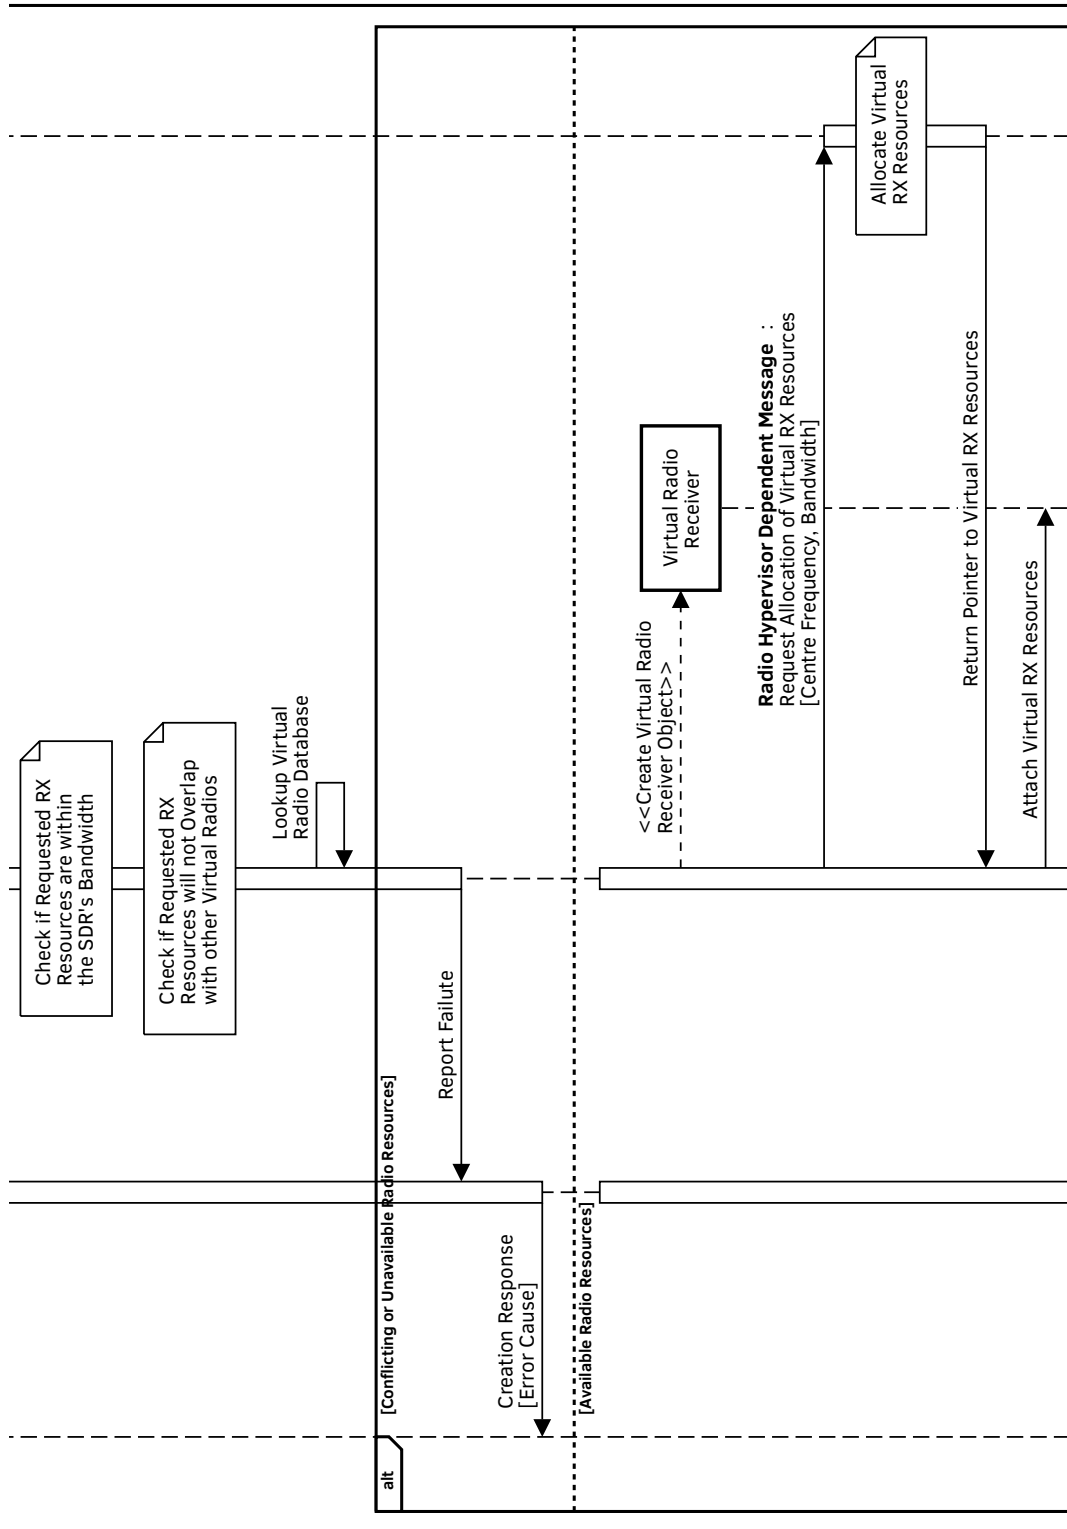 Check if Requested RX
Resources are within
the SDR's Bandwidth
Check if Requested RX
Resources will not Overlap
with other Virtual Radios
Lookup Virtual
Radio Database
alt
[Conflicting or Unavailable Radio Resources]
Report Failute
Creation Response
[Error Cause]
[Available Radio Resources]
<<Create Virtual Radio
Receiver Object>>
Virtual Radio
Receiver
Radio Hypervisor Dependent Message :
Request Allocation of Virtual RX Resources
[Centre Frequency, Bandwidth]
Allocate Virtual
RX Resources
Return Pointer to Virtual RX Resources
Attach Virtual RX Resources